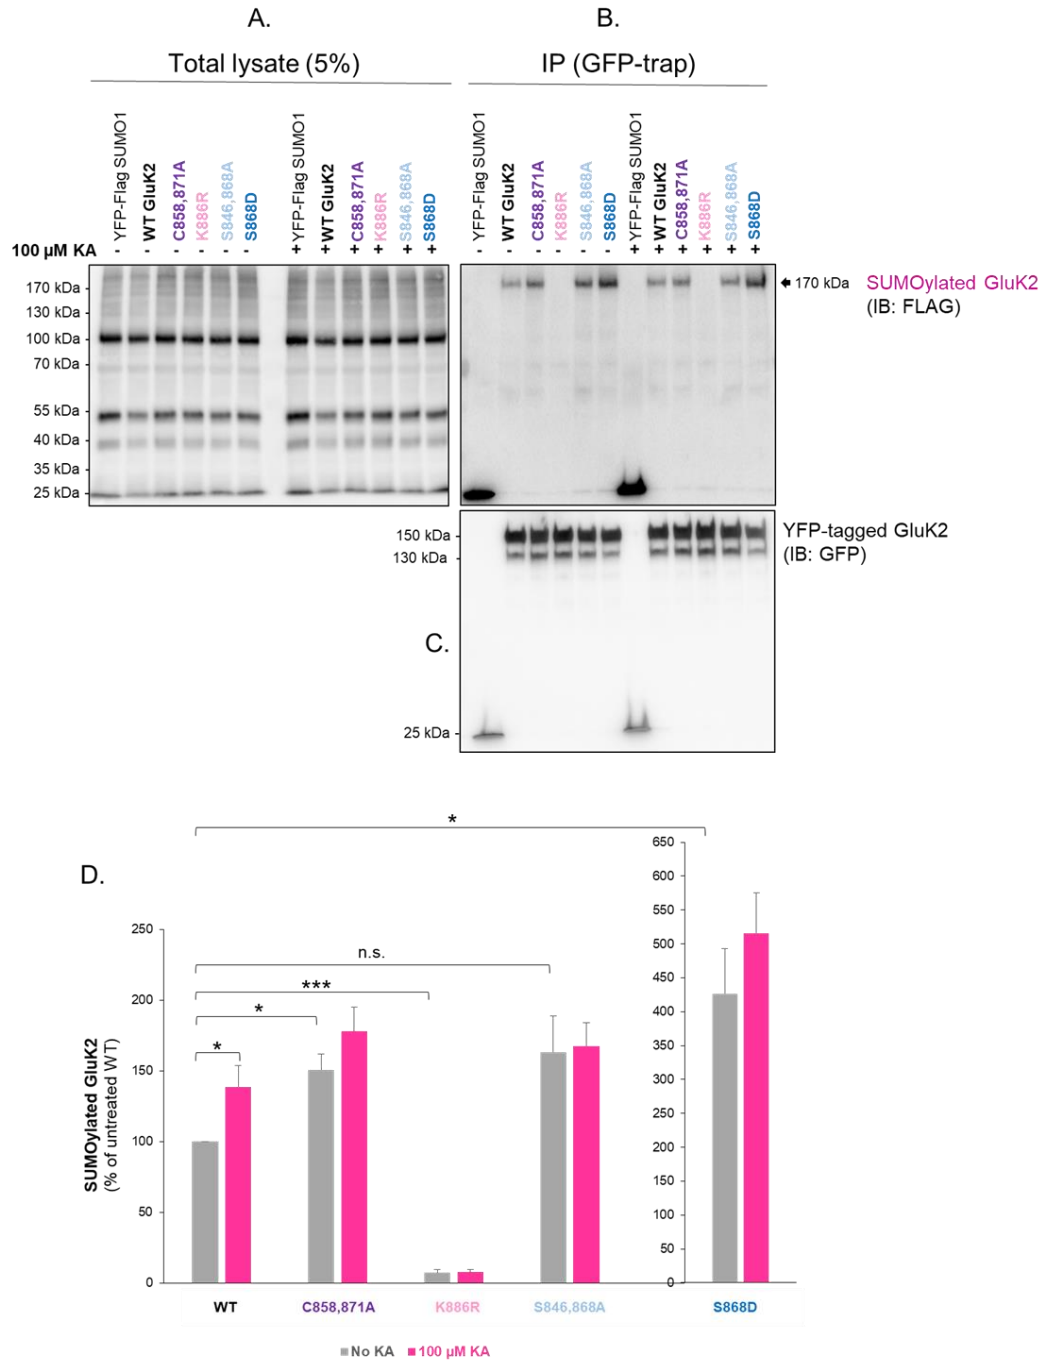 A.
B.
Total lysate (5%)
IP (GFP-trap)
YFP-Flag SUMO1
WT GluK2
C858,871A
K886R
S846,868A
S868D
YFP-Flag SUMO1
WT GluK2
C858,871A
K886R
S846,868A
S868D
YFP-Flag SUMO1
WT GluK2
C858,871A
K886R
S846,868A
S868D
YFP-Flag SUMO1
WT GluK2
C858,871A
K886R
S846,868A
S868D
100 µM KA - - - - - - + + + + + + - - - - - - + + + + + +
170 kDa
130 kDa
100 kDa
70 kDa
55 kDa
40 kDa
35 kDa
25 kDa
170 kDa
SUMOylated GluK2
(IB: FLAG)
150 kDa
130 kDa
YFP-tagged GluK2
(IB: GFP)
C.
25 kDa
D.
*
n.s.
***
*
*
SUMOylated GluK2
(% of untreated WT)
250
200
150
100
50
0
650
600
550
500
450
400
350
300
250
200
150
100
50
0
WT
C858,871A
K886R
S846,868A
S868D
No KA
100 µM KA